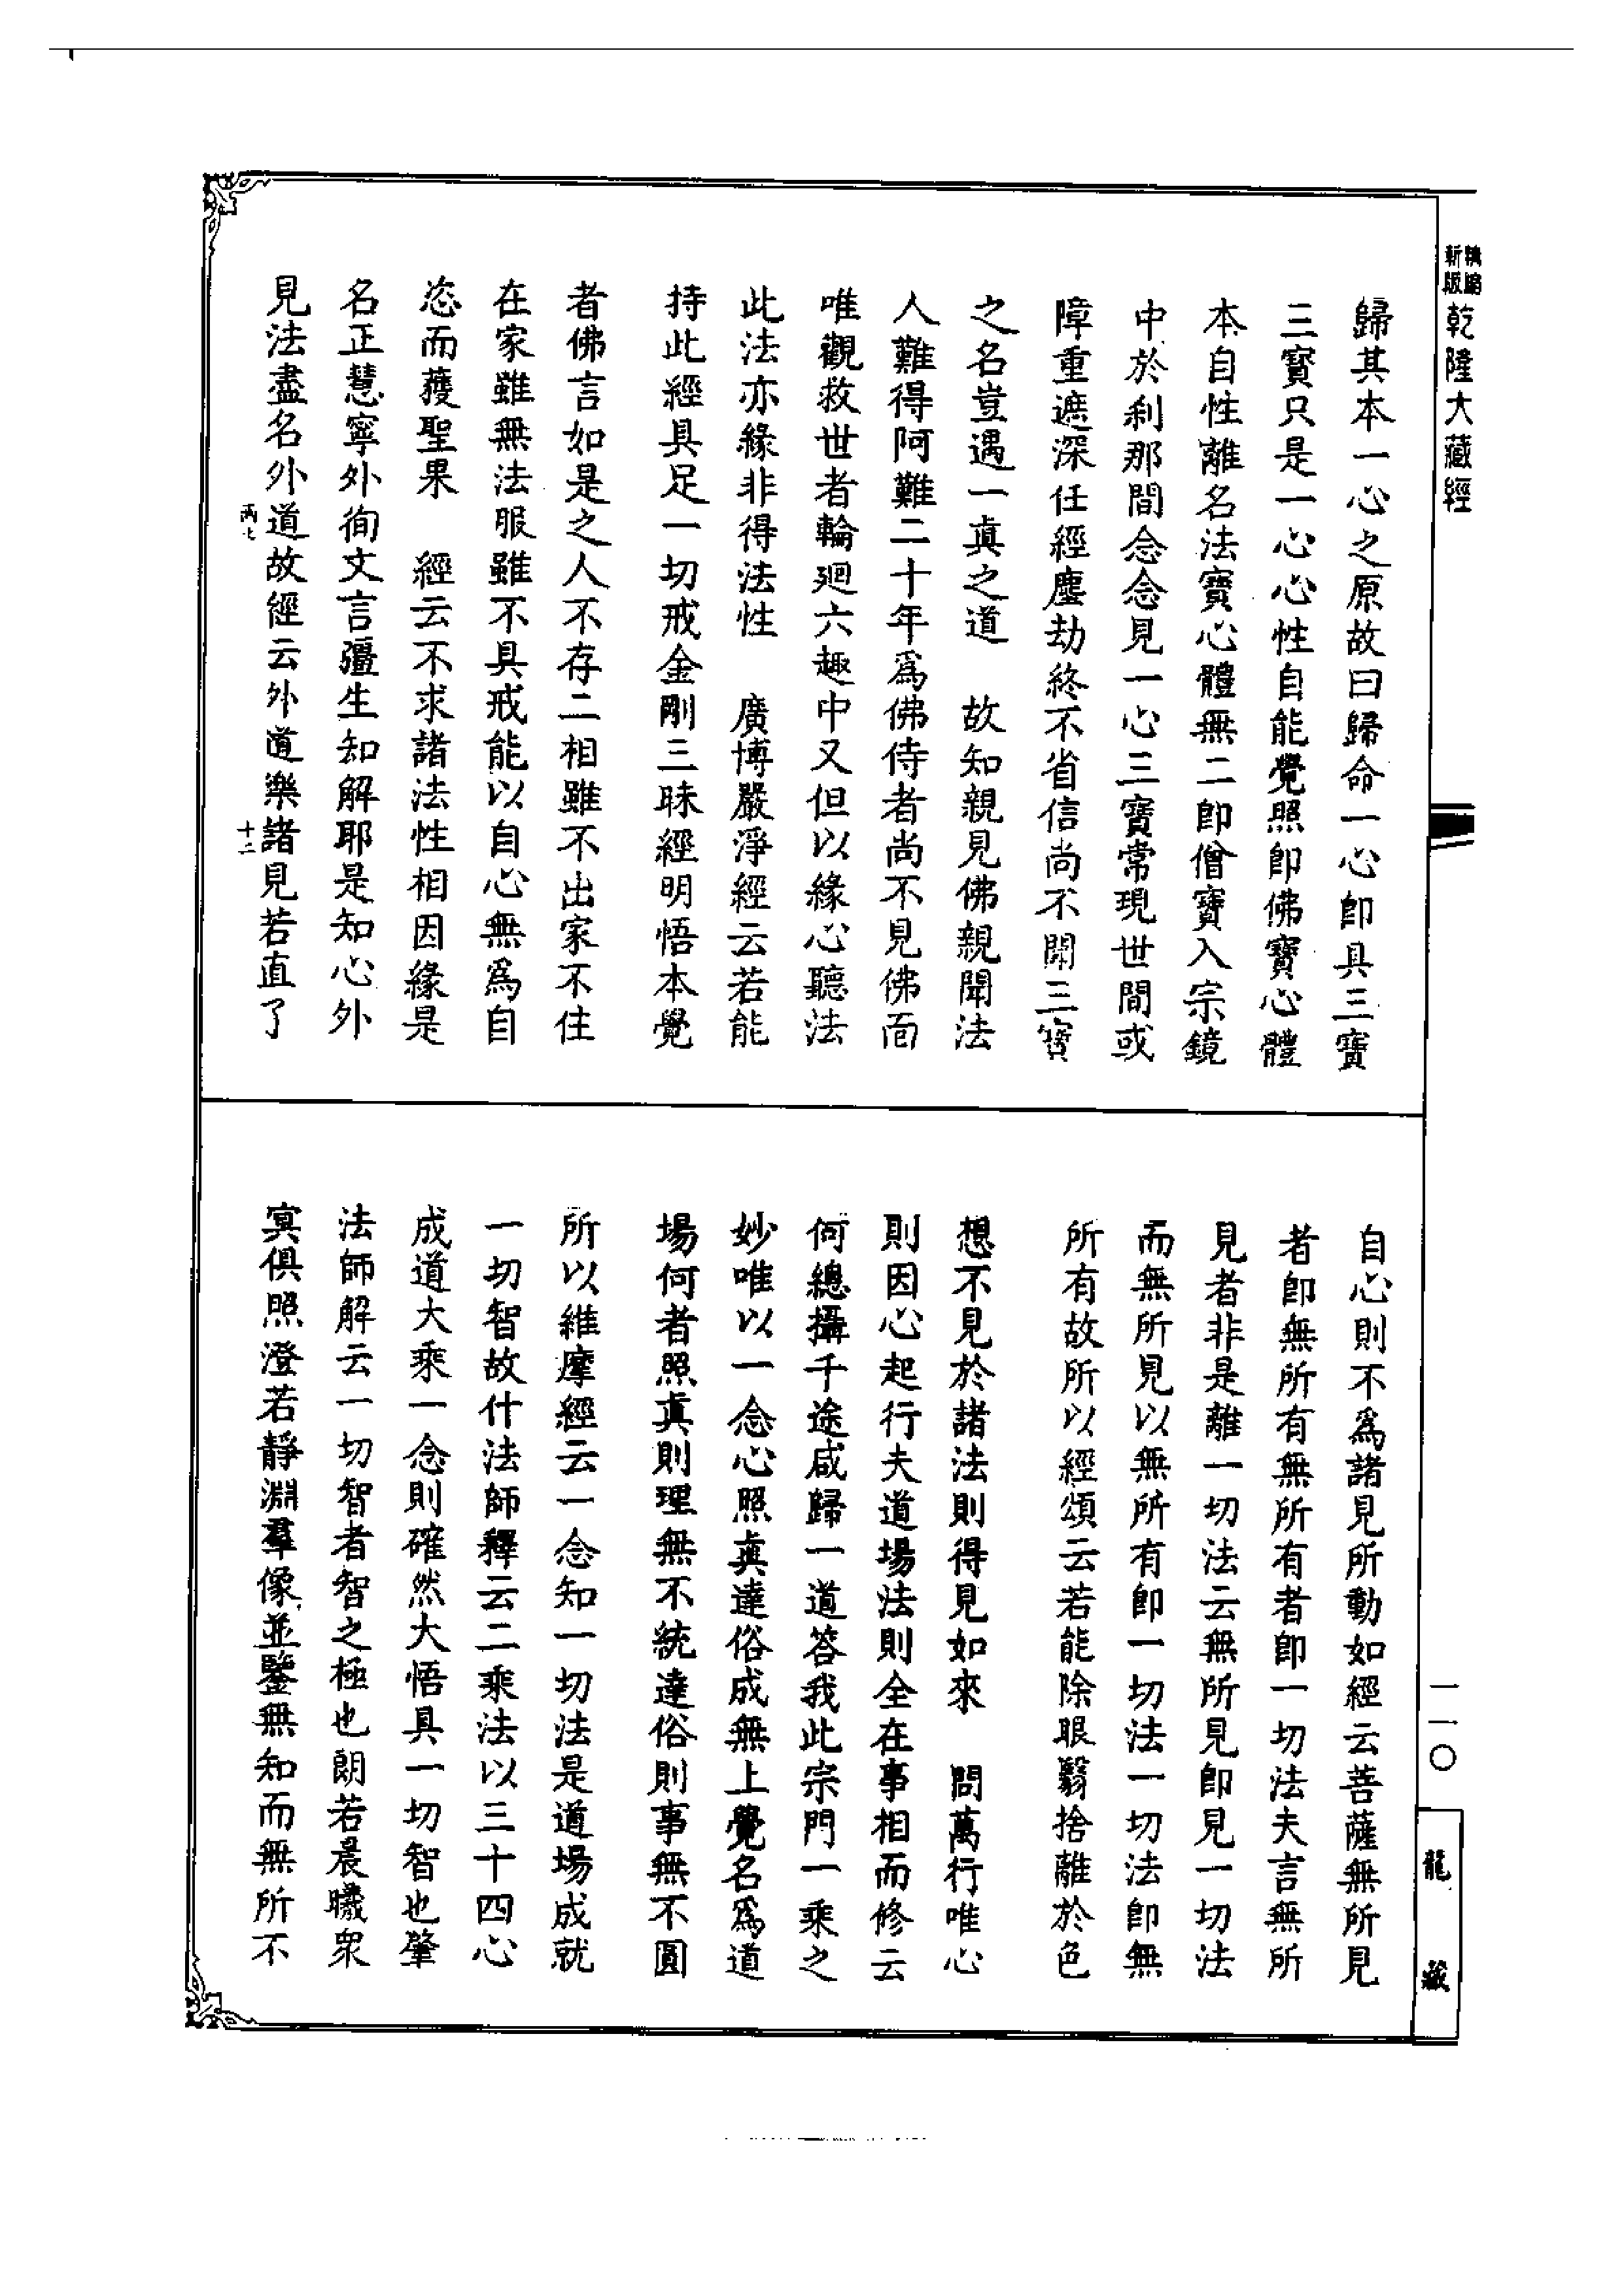 新版
精縮
乾隆大藏經
歸其本一心之原故曰歸命一心卽具三寶
三寶只是一心心性自能覺照卽佛寶心體
本自性離名法寶心體無二卽僧寶入宗鏡
中於刹那間念念見一心三寶常現世間或
障重遮深任經塵劫終不省信尚不聞三寶
之名豈遇一眞之道　故知親見佛親聞法
人難得阿難二十年爲佛侍者尚不見佛面
唯觀救世者輪迴六趣中又但以緣心聽法
此法亦緣非得法性　廣博嚴淨經云若能
持此經具足一切戒金剛三昧經明悟本覺
者佛言如是之人不存二相雖不出家不住
在家雖無法服雖不具戒能以自心無爲自
恣而獲聖果　經云不求諸法性相因緣是
名正慧寧外徇文言彊生知解耶是知心外
見法盡名外道故經云外道樂諸見若直了
自心則不爲諸見所動如經云菩薩無所見
者卽無所有無所有者卽一切法夫言無所
見者非是離一切法云無所見卽見一切法
而無所見以無所有卽一切法一切法卽無
所有故所以經頌云若能除眼翳捨離於色
想不見於諸法則得見如來　問萬行唯心
則因心起行夫道場法則全在事相而修云
何總攝千途咸歸一道答我此宗門一乘之
妙唯以一念心照眞達俗成無上覺名爲道
場何者照眞則理無不統達俗則事無不圓
所以維摩經云一念知一切法是道場成就
一切智故什法師釋云二乘法以三十四心
成道大乘一念則確然大悟具一切智也肇
法師解云一切智者智之極也朗若晨曦衆
冥俱照澄若靜淵羣像並鑒無知而無所不
十二
一一〇
龍藏